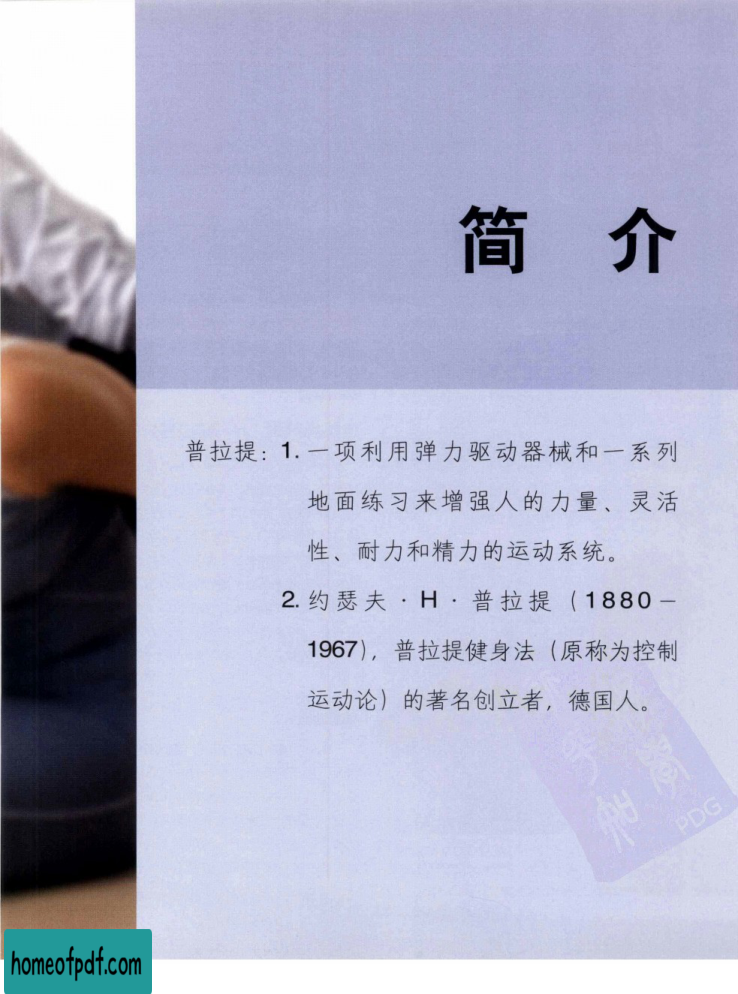 简 介
普拉提：1. 一项利用弹力驱动器械和一系列
地面练习来增强人的力量、灵活
性、耐力和精力的运动系统。
2. 约瑟夫·H·普拉提（1880－
1967），普拉提健身法（原称为控制
运动论）的著名创立者，德国人。
PDG
homeofpdf.com